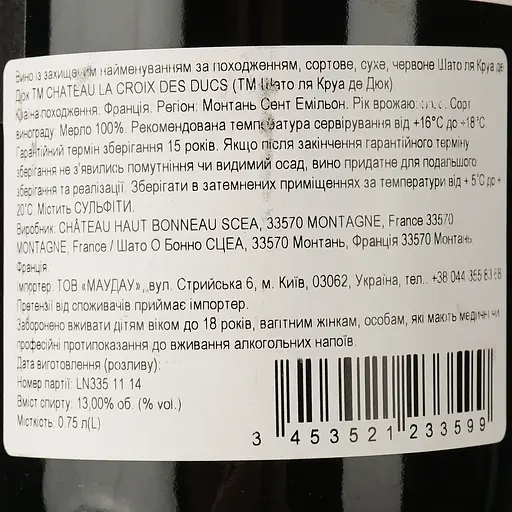 Вино із захищеним найменуванням за походженням, сортове, сухе, червоне Шато ля Круа де
Дюк ТМ CHATEAU LA CROIX DES DUCS (ТМ Шато ля Круа де Дюк).
Країна походження: Франція. Регіон: Монтань Сент Емільон. Рік врожаю: Сорт
винограду: Мерло 100%. Рекомендована температура сервірування від +16°С до +18°С
Гарантійний термін зберігання 15 років. Якщо після закінчення гарантійного терміну
зберігання не з'явились помутніння чи видимий осад, вино придатне для подальшого
зберігання та реалізації. Зберігати в затемнених приміщеннях за температури від + 5°С до +
20°С. Містить СУЛЬФІТИ.
Виробник: CHÂTEAU HAUT BONNEAU SCEA, 33570 MONTAGNE, France 33570
MONTAGNE, France / Шато О Бонно СЦЕА, 33570 Монтань, Франція 33570 Монтань,
Франція
Імпортер: ТОВ «МАУДАУ»,,вул. Стрийська 6, м. Київ, 03062, Україна, тел.. +38 044 355 83 88
Претензії від споживачів приймає імпортер.
Заборонено вживати дітям віком до 18 років, вагітним жінкам, особам, які мають медичні чи
професійні протипоказання до вживання алкогольних напоїв.
Дата виготовлення (розливу):
Номер партії: LN335 11 14
Вміст спирту: 13,00% об. (% vol.)
Місткість: 0.75 л(L)
3 453521 233599